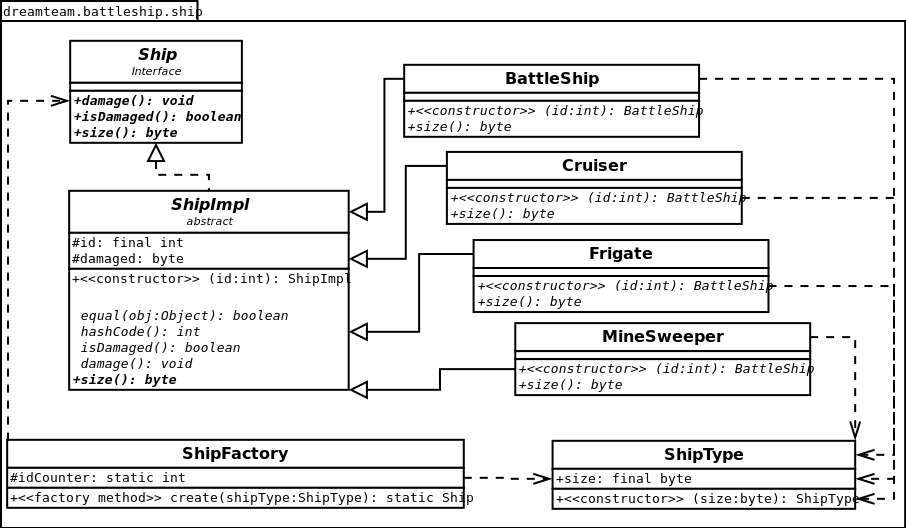 dreamteam.battleship.ship
Ship
Interface
+damage(): void
+isDamaged(): boolean
+size(): byte
ShipImpl
abstract
#id: final int
#damaged: byte
+<<constructor>> (id:int): ShipImpl
equal(obj:Object): boolean
hashCode(): int
isDamaged(): boolean
damage(): void
+size(): byte
BattleShip
+<<constructor>> (id:int): BattleShip
+size(): byte
Cruiser
+<<constructor>> (id:int): BattleShip
+size(): byte
Frigate
+<<constructor>> (id:int): BattleShip
+size(): byte
MineSweeper
+<<constructor>> (id:int): BattleShip
+size(): byte
ShipFactory
#idCounter: static int
+<<factory method>> create(shipType:ShipType): static Ship
ShipType
+size: final byte
+<<constructor>> (size:byte): ShipType